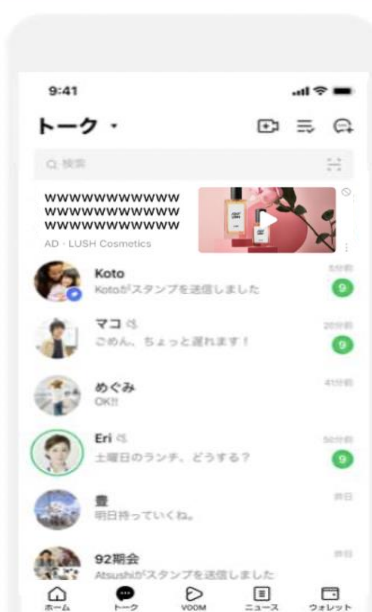 9:41
トーク
検索
WWWWWWWWWWW
WWWWWWWWWWW
WWWWWWWWWWW
AD・LUSH Cosmetics
Koto
5分前
Kotoがスタンプを送信しました
9
マコ
20分前
ごめん、ちょっと遅れます！
9
めぐみ
41分前
OK!!
Eri
50分前
土曜日のランチ、どうする？
9
豊
昨日
明日持っていくね。
92期会
昨日
Atsushiがスタンプを送信しました
ホーム
トーク
VOOM
ニュース
ウォレット